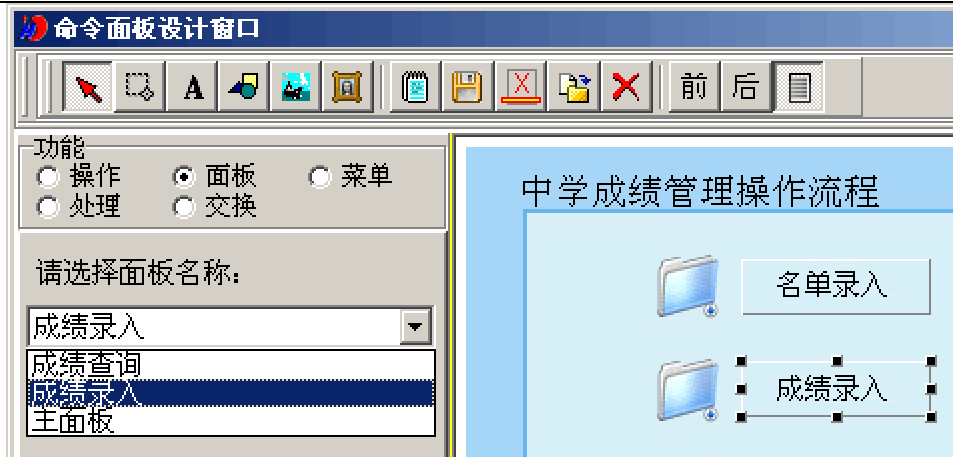 命令面板设计窗口
A X 前 后
功能
操作 面板 菜单
处理 交换
中学成绩管理操作流程
请选择面板名称：
成绩录入
成绩查询
成绩录入
主面板
名单录入
成绩录入